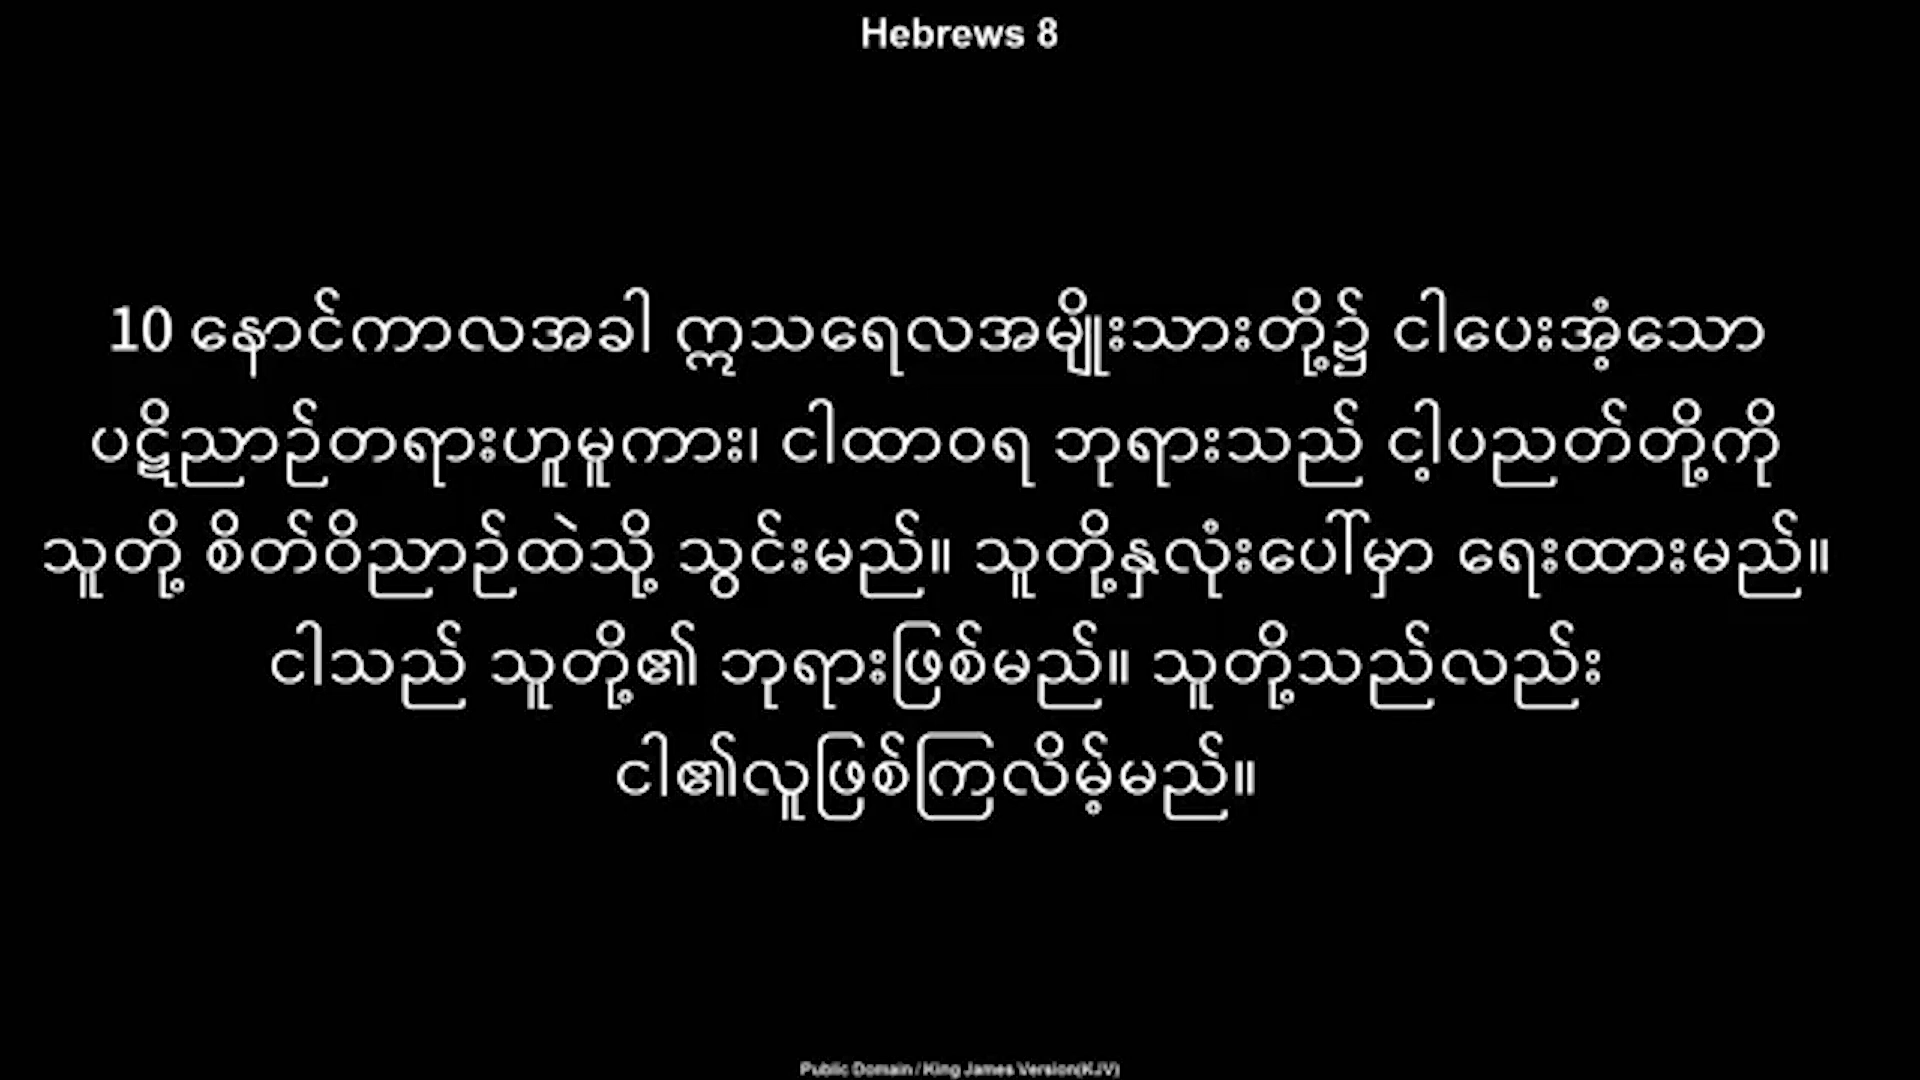 Hebrews 8
10 နောင်ကာလအခါ ဣသရေလအမျိုးသားတို့၌ ငါပေးအံ့သော
ပဋိညာဉ်တရားဟူမူကား၊ ငါထာဝရ ဘုရားသည် ငါ့ပညတ်တို့ကို
သူတို့ စိတ်ဝိညာဉ်ထဲသို့ သွင်းမည်။ သူတို့နှလုံးပေါ်မှာ ရေးထားမည်။
ငါသည် သူတို့၏ ဘုရားဖြစ်မည်။ သူတို့သည်လည်း
ငါ၏လူဖြစ်ကြလိမ့်မည်။
Public Domain / King James Version(KJV)